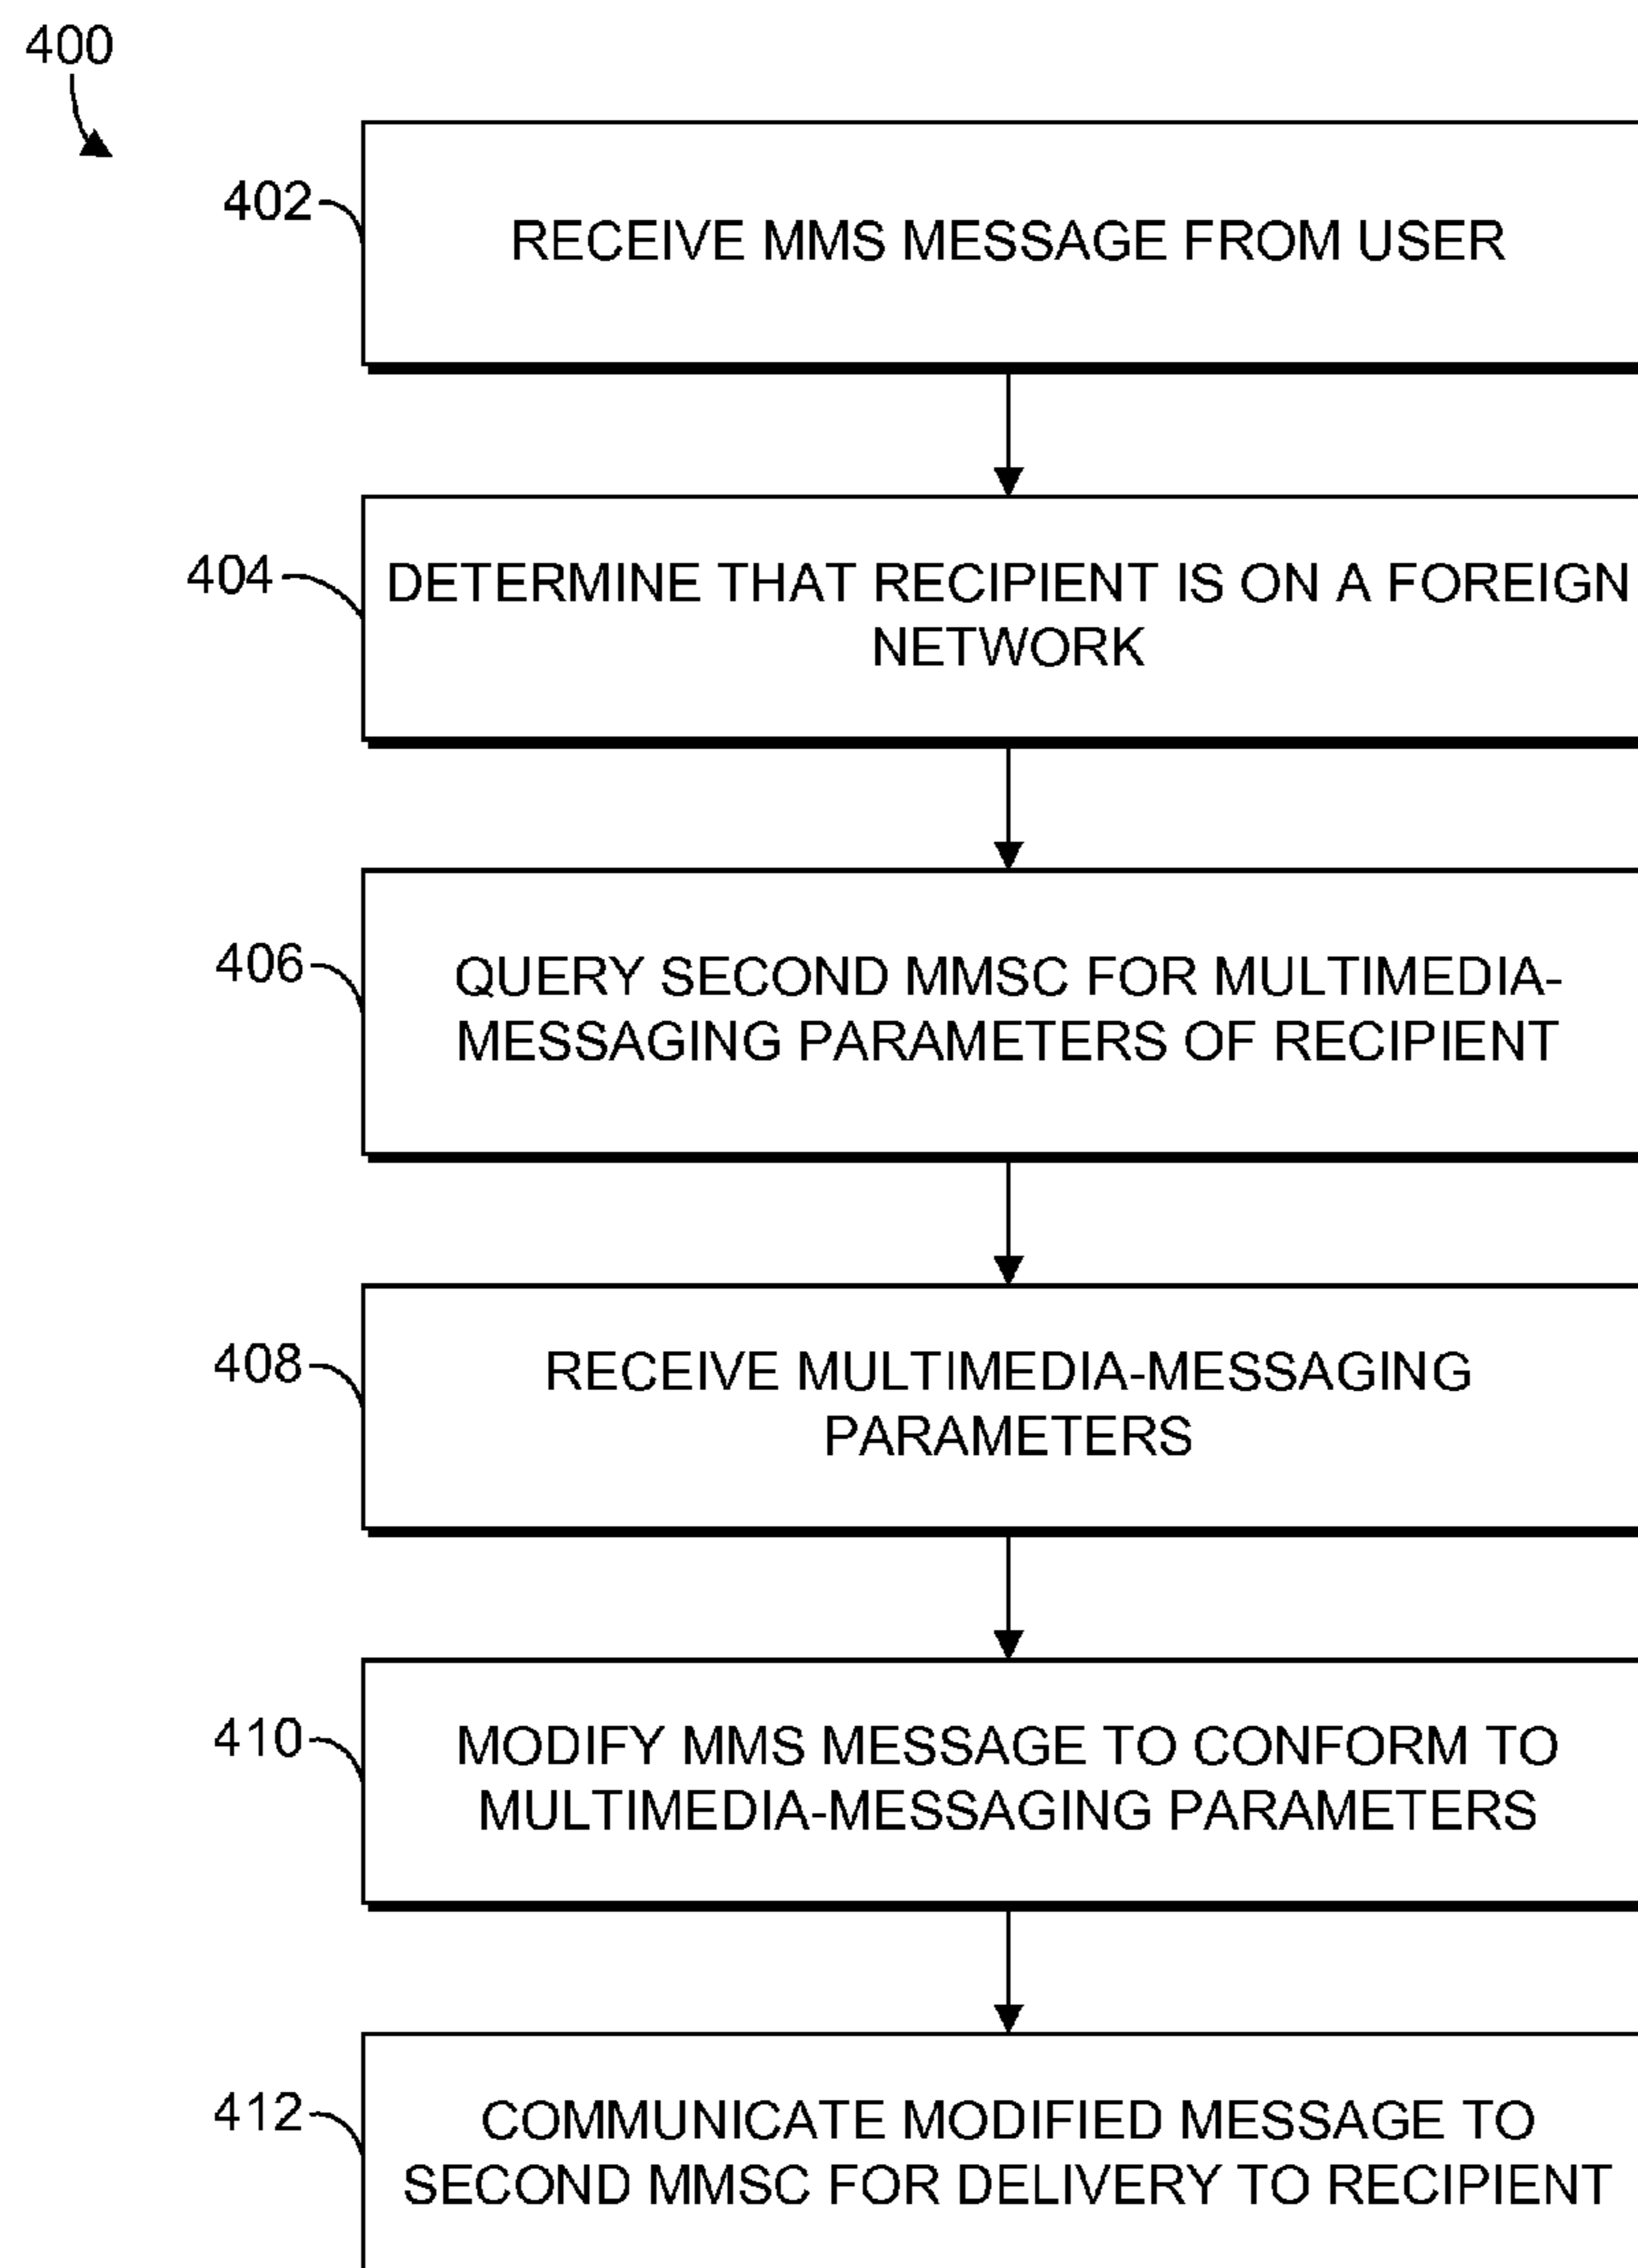 400
402
RECEIVE MMS MESSAGE FROM USER
404
DETERMINE THAT RECIPIENT IS ON A FOREIGN
NETWORK
406
QUERY SECOND MMSC FOR MULTIMEDIA-
MESSAGING PARAMETERS OF RECIPIENT
408
RECEIVE MULTIMEDIA-MESSAGING
PARAMETERS
410
MODIFY MMS MESSAGE TO CONFORM TO
MULTIMEDIA-MESSAGING PARAMETERS
412
COMMUNICATE MODIFIED MESSAGE TO
SECOND MMSC FOR DELIVERY TO RECIPIENT